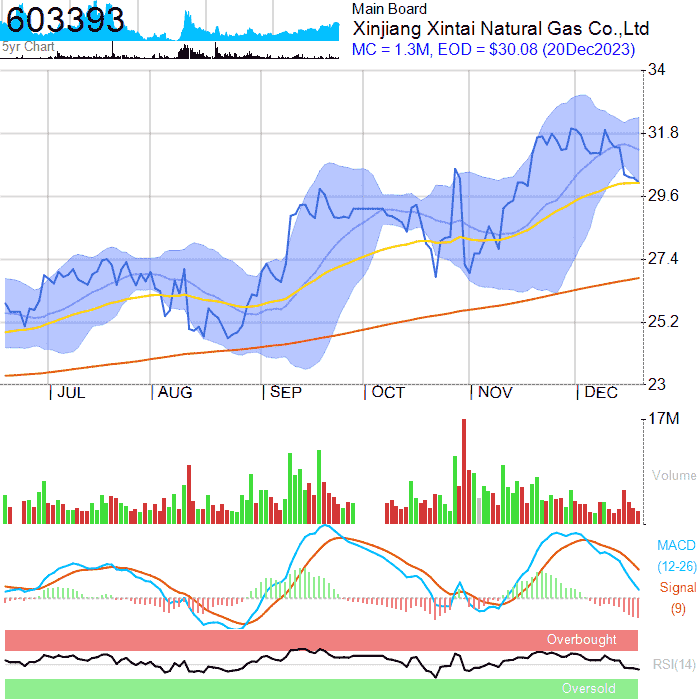 603393
5yr Chart
Main Board
Xinjiang Xintai Natural Gas Co.,Ltd
MC = 1.3M, EOD = $30.08 (20Dec2023)
34
31.8
29.6
27.4
25.2
23
JUL
AUG
SEP
OCT
NOV
DEC
17M
Volume
MACD
(12-26)
Signal
(9)
Overbought
RSI(14)
Oversold